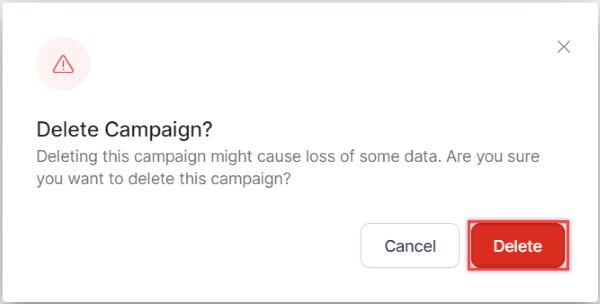 Delete Campaign?
Deleting this campaign might cause loss of some data. Are you sure
you want to delete this campaign?
Cancel
Delete